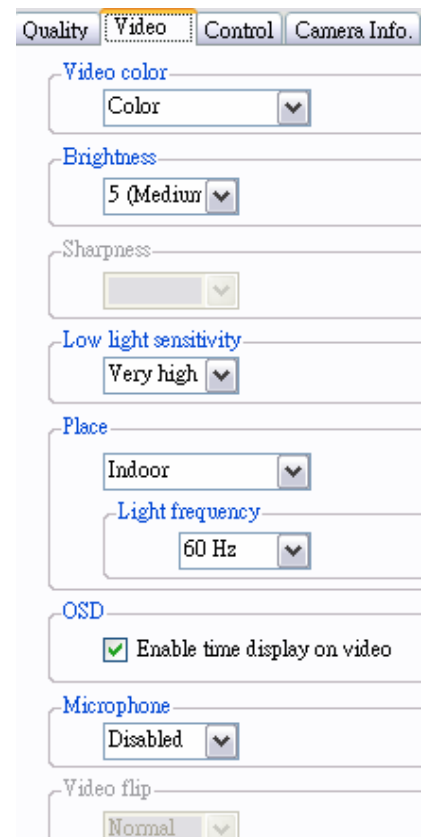 Quality Video Control Camera Info.
Video color
Color
Brightness
5 (Medium
Sharpness
Low light sensitivity
Very high
Place
Indoor
Light frequency
60 Hz
OSD
Enable time display on video
Microphone
Disabled
Video flip
Normal